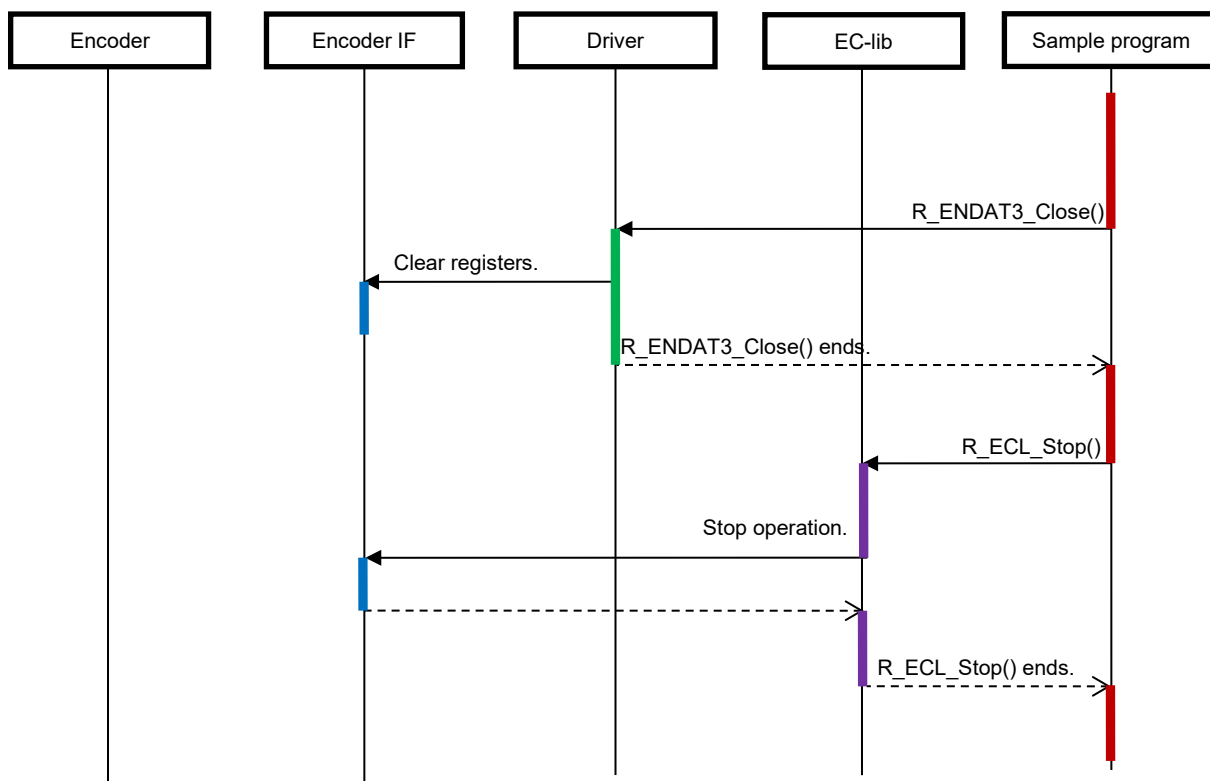 Encoder
Encoder IF
Driver
EC-lib
Sample program
R_ENDAT3_Close()
Clear registers.
R_ENDAT3_Close() ends.
R_ECL_Stop()
Stop operation.
R_ECL_Stop() ends.